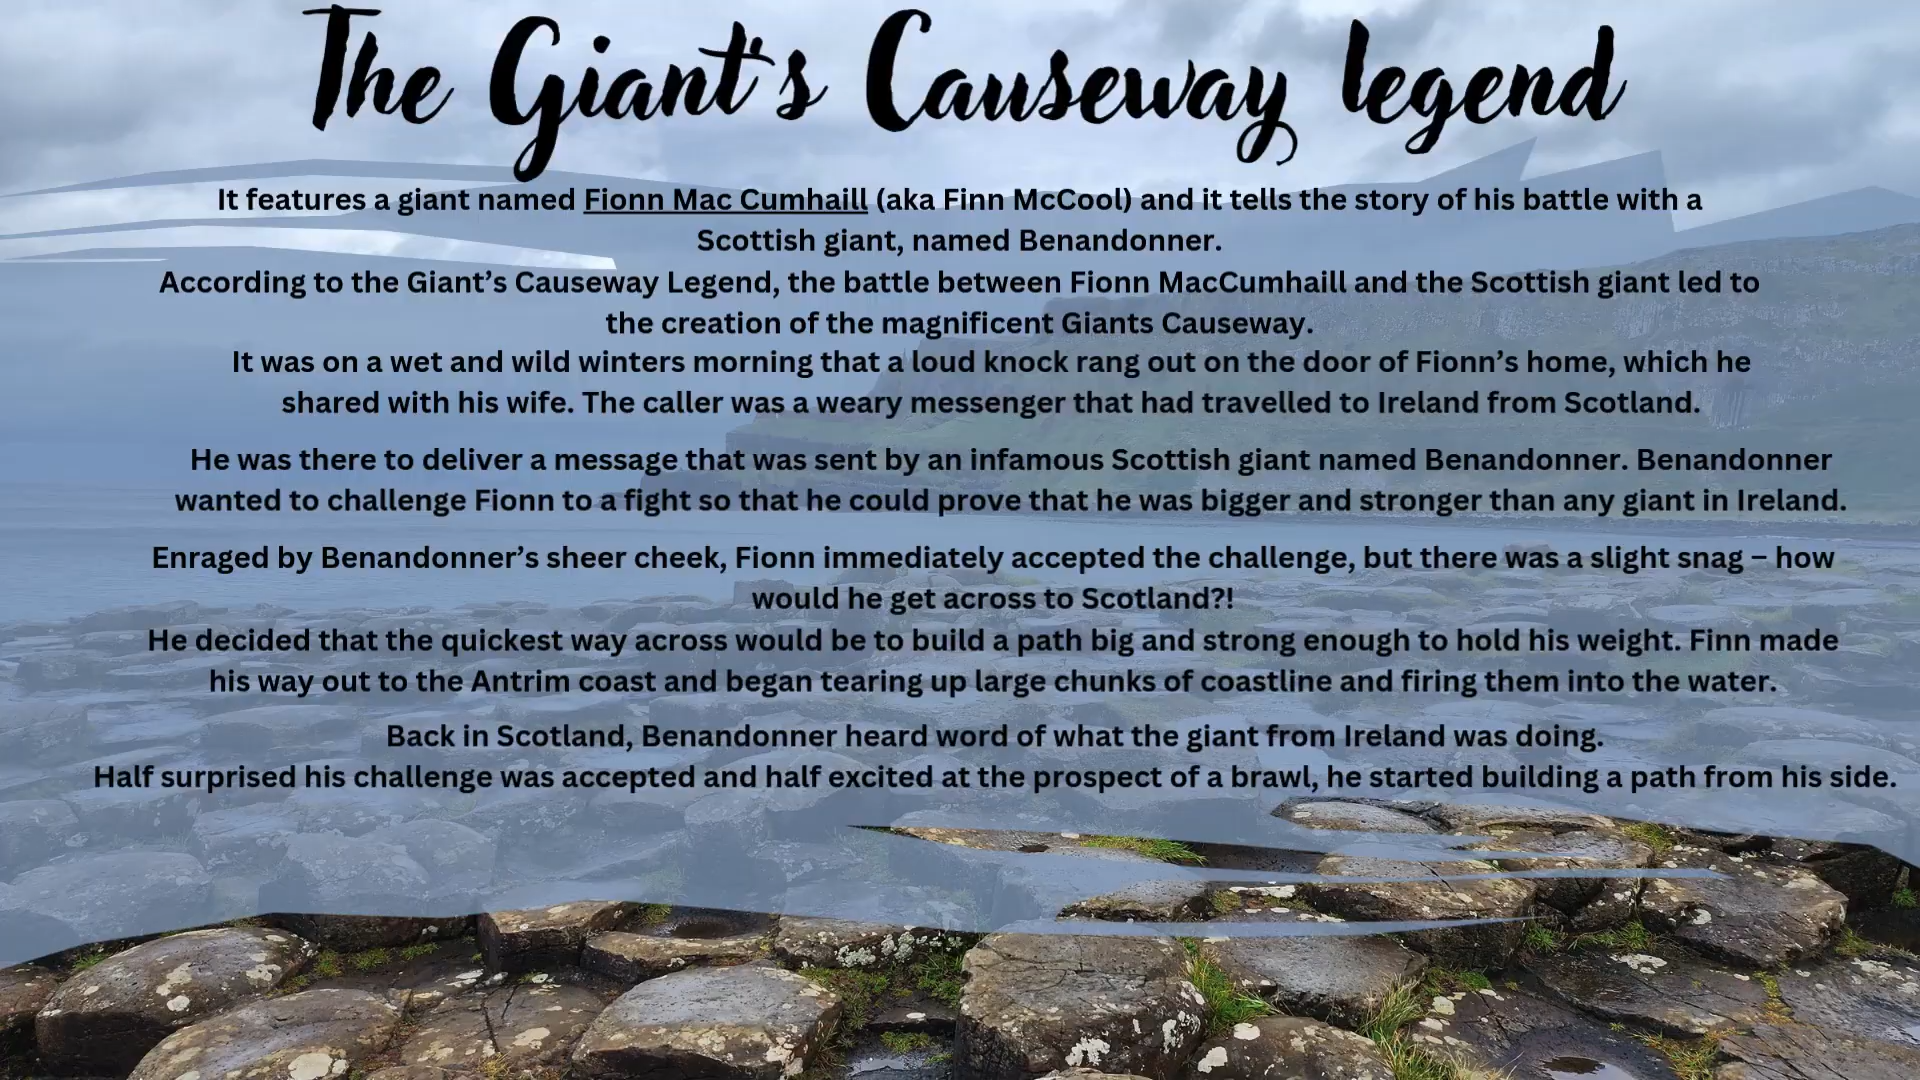 The Giant's Causeway legend
It features a giant named Fionn Mac Cumhaill (aka Finn McCool) and it tells the story of his battle with a
Scottish giant, named Benandonner.
According to the Giant’s Causeway Legend, the battle between Fionn MacCumhaill and the Scottish giant led to
the creation of the magnificent Giants Causeway.
It was on a wet and wild winters morning that a loud knock rang out on the door of Fionn’s home, which he
shared with his wife. The caller was a weary messenger that had travelled to Ireland from Scotland.
He was there to deliver a message that was sent by an infamous Scottish giant named Benandonner. Benandonner
wanted to challenge Fionn to a fight so that he could prove that he was bigger and stronger than any giant in Ireland.
Enraged by Benandonner’s sheer cheek, Fionn immediately accepted the challenge, but there was a slight snag – how
would he get across to Scotland?!
He decided that the quickest way across would be to build a path big and strong enough to hold his weight. Finn made
his way out to the Antrim coast and began tearing up large chunks of coastline and firing them into the water.
Back in Scotland, Benandonner heard word of what the giant from Ireland was doing.
Half surprised his challenge was accepted and half excited at the prospect of a brawl, he started building a path from his side.